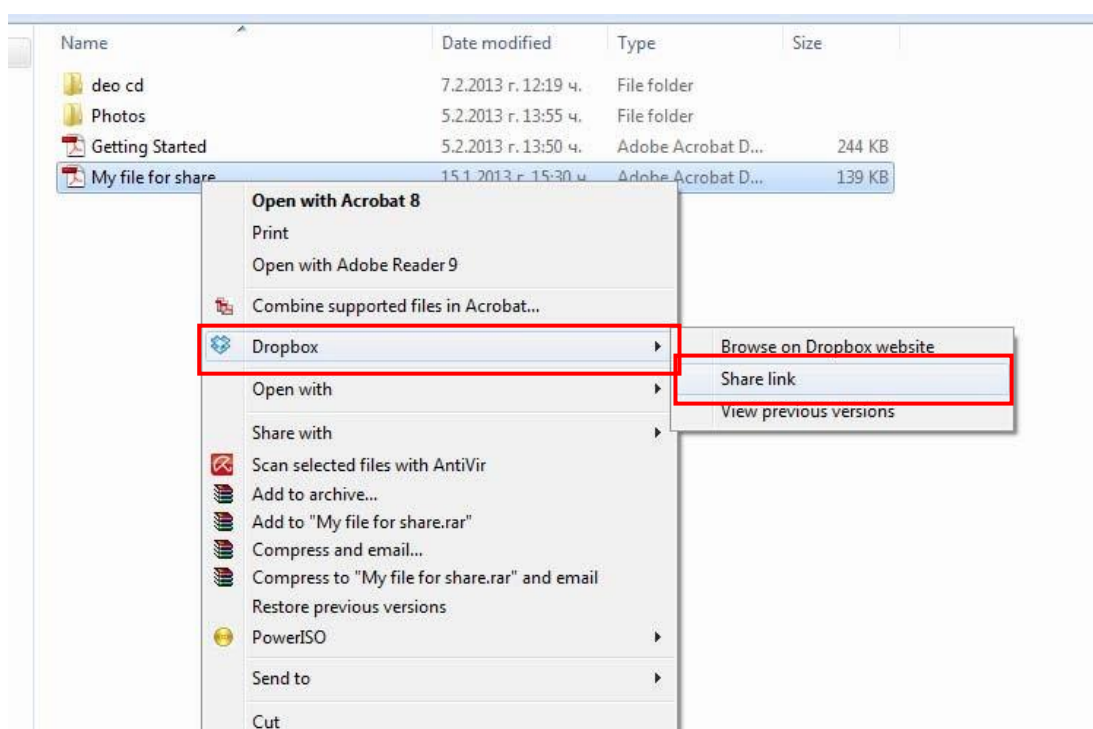 Name Date modified Type Size
deo cd 7.2.2013 г. 12:19 ч. File folder
Photos 5.2.2013 г. 13:55 ч. File folder
Getting Started 5.2.2013 г. 13:50 ч. Adobe Acrobat D... 244 KB
My file for share 15.1.2013 г. 15:30 ч. Adobe Acrobat D... 139 KB
Open with Acrobat 8
Print
Open with Adobe Reader 9
Combine supported files in Acrobat...
Dropbox
Browse on Dropbox website
Share link
View previous versions
Open with
Share with
Scan selected files with AntiVir
Add to archive...
Add to "My file for share.rar"
Compress and email...
Compress to "My file for share.rar" and email
Restore previous versions
PowerISO
Send to
Cut